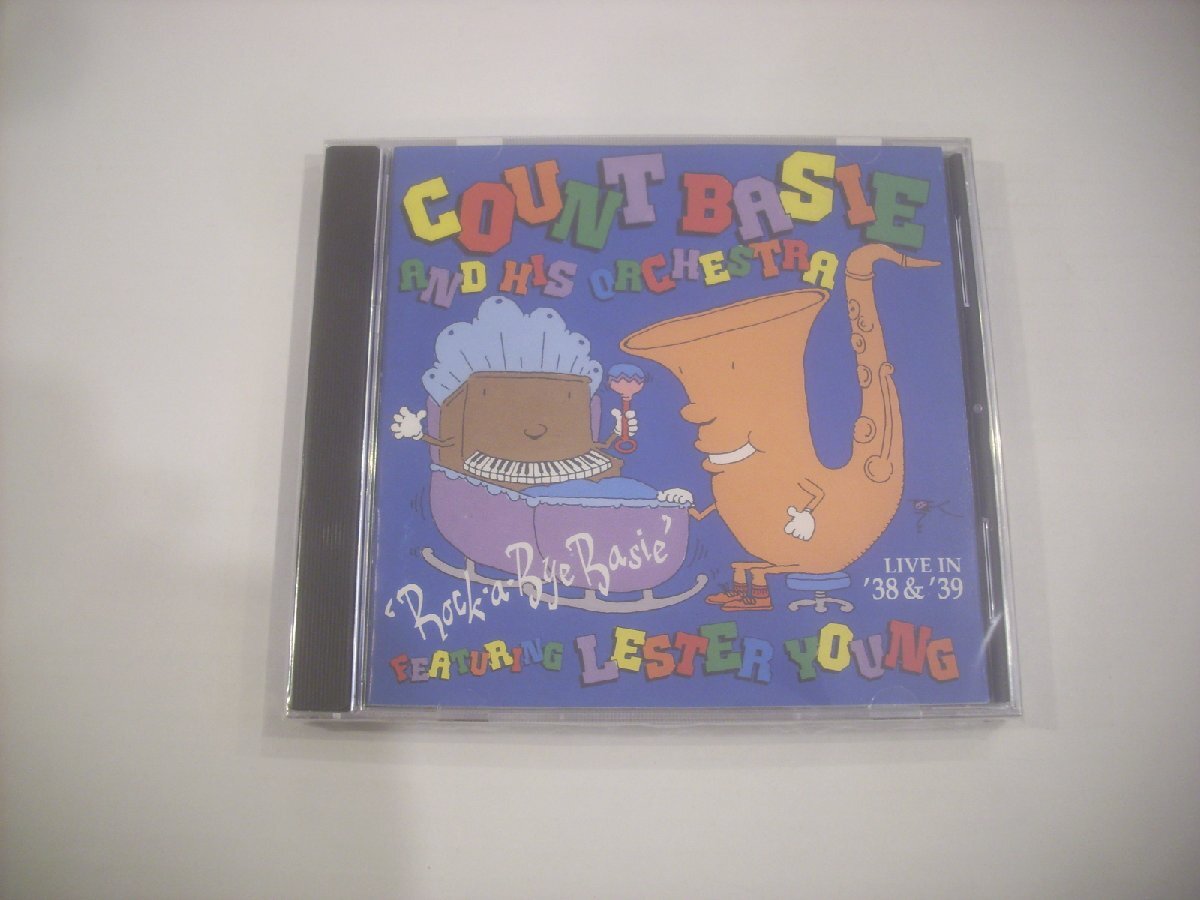 COUNT BASIE
AND HIS ORCHESTRA
"Rock-a-Bye Basie"
LIVE IN
'38 & '39
FEATURING LESTER YOUNG